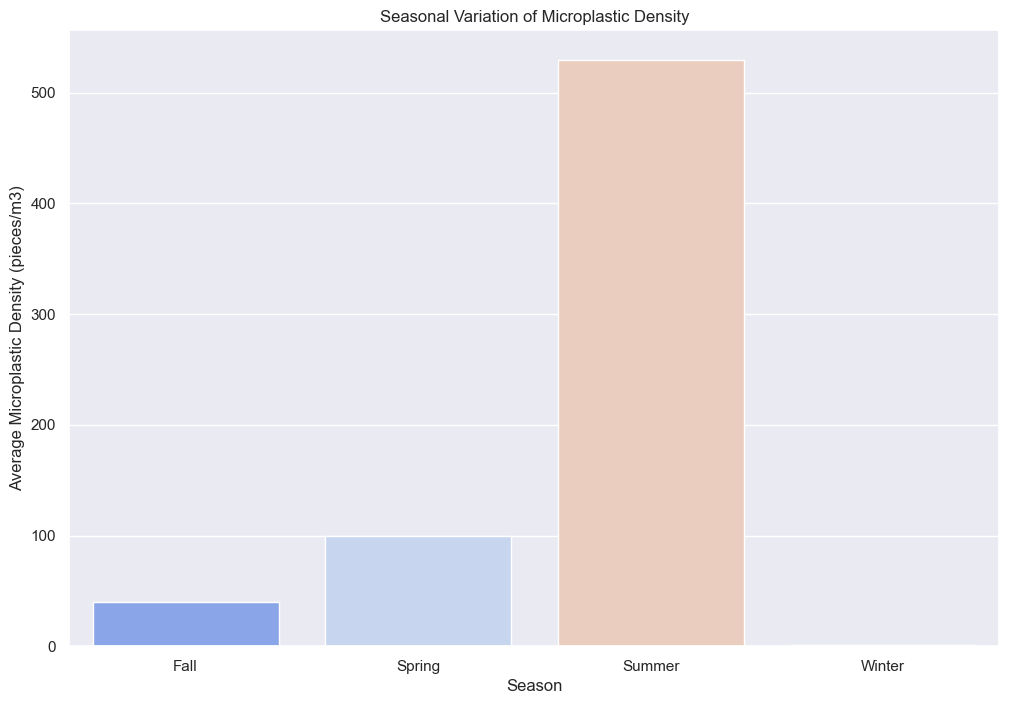 Seasonal Variation of Microplastic Density
Average Microplastic Density (pieces/m3)
500
400
300
200
100
0
Fall
Spring
Summer
Winter
Season